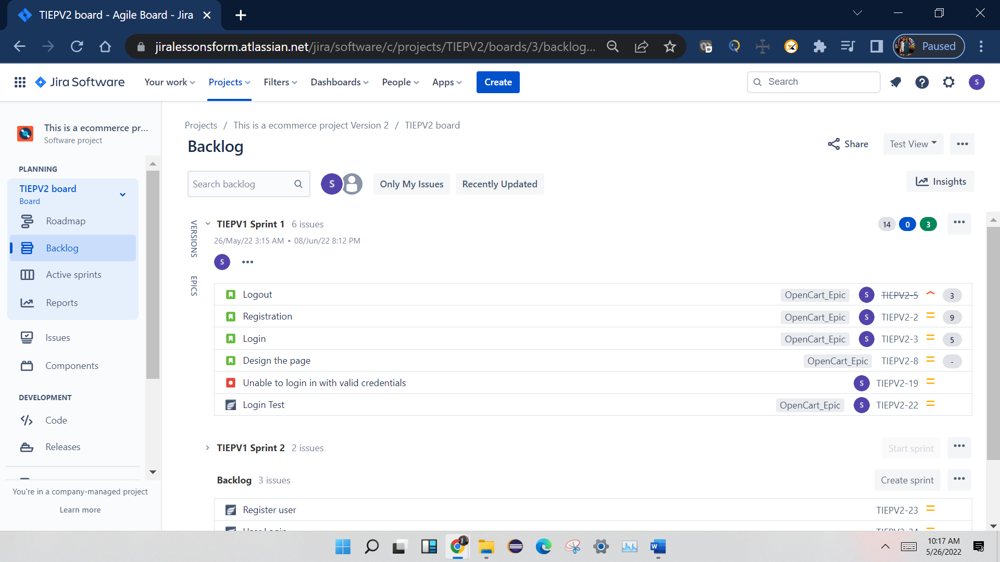 TIEPV2 board - Agile Board - Jira
jiralessonsform.atlassian.net/jira/software/c/projects/TIEPV2/boards/3/backlog...
Paused
Jira Software
Your work
Projects
Filters
Dashboards
People
Apps
Create
Search
S
This is a ecommerce pr...
Software project
PLANNING
TIEPV2 board
Board
Roadmap
Backlog
Active sprints
Reports
Issues
Components
DEVELOPMENT
Code
Releases
You're in a company-managed project
Learn more
Projects / This is a ecommerce project Version 2 / TIEPV2 board
Backlog
Share
Test View
Search backlog
S
Only My Issues
Recently Updated
Insights
VERSIONS
EPICS
TIEPV1 Sprint 1 6 issues
14 0 3
26/May/22 3:15 AM • 08/Jun/22 8:12 PM
S
Logout OpenCart_Epic S TIEPV2-5 3
Registration OpenCart_Epic S TIEPV2-2 9
Login OpenCart_Epic S TIEPV2-3 5
Design the page OpenCart_Epic TIEPV2-8 -
Unable to login in with valid credentials S TIEPV2-19
Login Test OpenCart_Epic S TIEPV2-22
TIEPV1 Sprint 2 2 issues
Start sprint
Backlog 3 issues
Create sprint
Register user TIEPV2-23
User Login TIEPV2-24
10:17 AM
5/26/2022